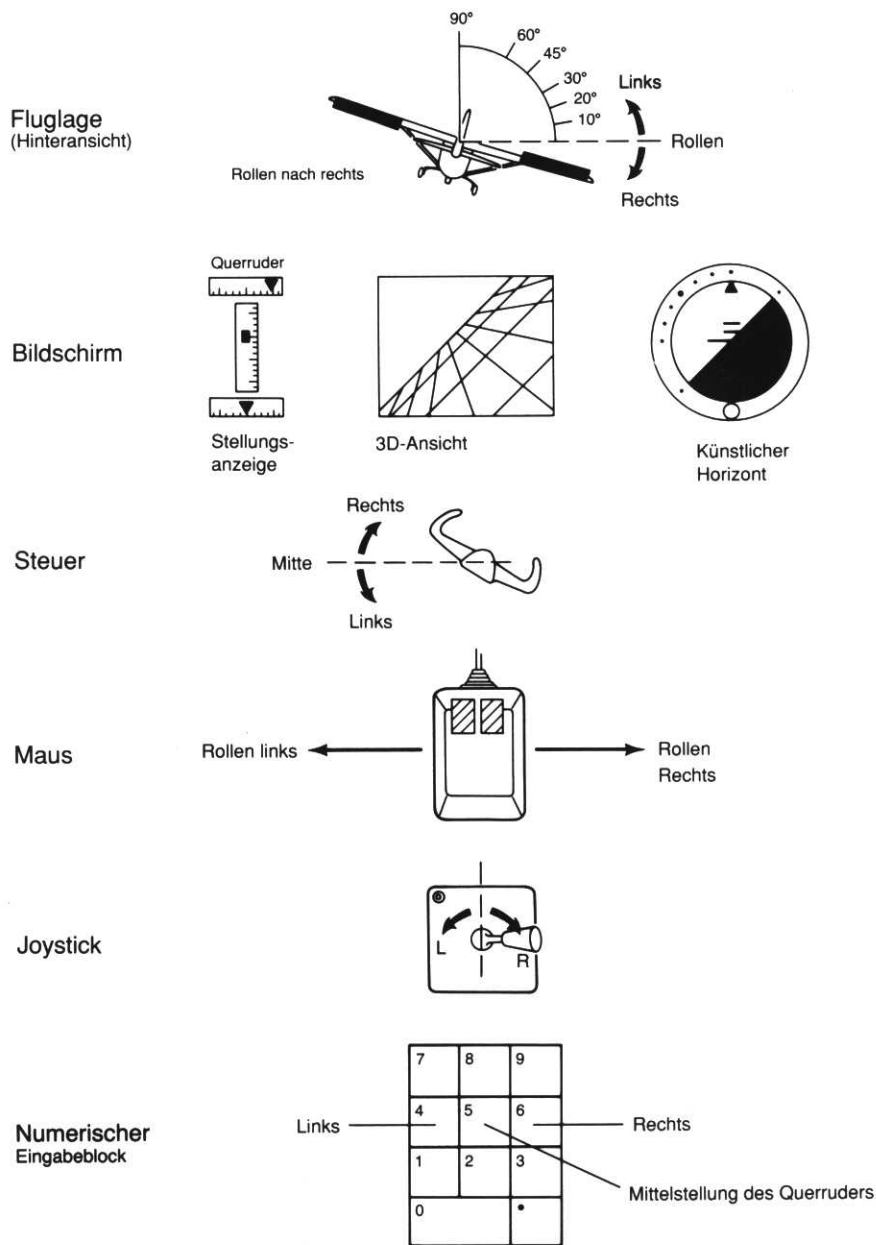 90°
60°
45°
30°
20°
10°
Links
Fluglage
(Hinteransicht)
Rollen
Rollen nach rechts
Rechts
Querruder
Bildschirm
Stellungs-
anzeige
3D-Ansicht
Künstlicher
Horizont
Rechts
Steuer
Mitte
Links
Maus
Rollen links
Rollen
Rechts
Joystick
L
R
7 8 9
Links
4 5 6
Rechts
Numerischer
Eingabeblock
1 2 3
Mittelstellung des Querruders
0 •